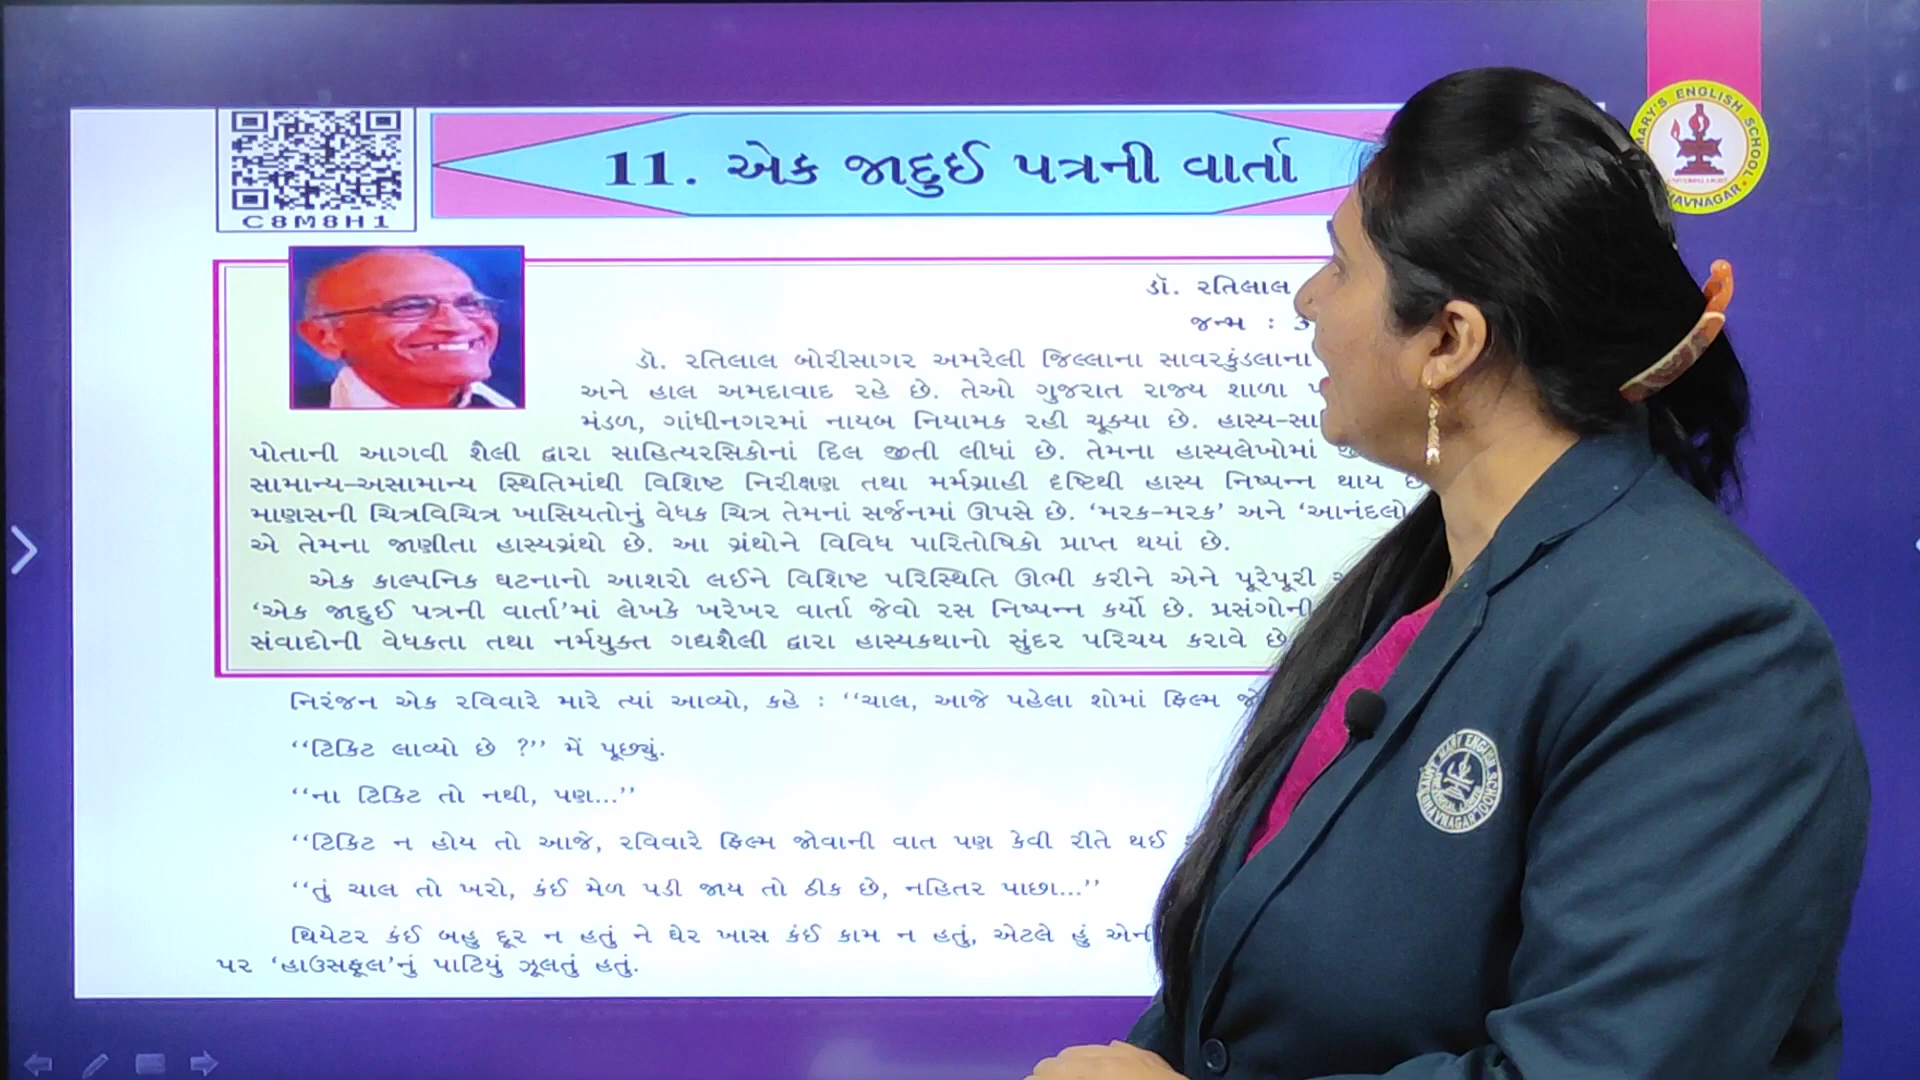 11. એક જાદુઈ પત્રની વાર્તા
MARY'S ENGLISH SCHOOL
C8M8H1
ડૉ. રતિલાલ
જન્મ :
ડૉ. રતિલાલ બોરીસાગર અમરેલી જિલ્લાના સાવરકુંડલાના
અને હાલ અમદાવાદ રહે છે. તેઓ ગુજરાત રાજ્ય શાળા
મંડળ, ગાંધીનગરમાં નાયબ નિયામક રહી ચૂક્યા છે. હાસ્ય-સા
પોતાની આગવી શૈલી દ્વારા સાહિત્યરસિકોનાં દિલ જીતી લીધાં છે. તેમના હાસ્યલેખોમાં
સામાન્ય-અસામાન્ય સ્થિતિમાંથી વિશિષ્ટ નિરીક્ષણ તથા મર્મગ્રાહી દૃષ્ટિથી હાસ્ય નિષ્પન્ન થાય
માણસની ચિત્રવિચિત્ર ખાસિયતોનું વેધક ચિત્ર તેમનાં સર્જનમાં ઊપસે છે. ‘મરક-મરક’ અને ‘આનંદલો
એ તેમના જાણીતા હાસ્યગ્રંથો છે. આ ગ્રંથોને વિવિધ પારિતોષિકો પ્રાપ્ત થયાં છે.
એક કાલ્પનિક ઘટનાનો આશરો લઈને વિશિષ્ટ પરિસ્થિતિ ઊભી કરીને એને પૂરેપૂરી
‘એક જાદુઈ પત્રની વાર્તા’માં લેખકે ખરેખર વાર્તા જેવો રસ નિષ્પન્ન કર્યો છે. પ્રસંગોની
સંવાદોની વેધકતા તથા નર્મયુક્ત ગદ્યશૈલી દ્વારા હાસ્યકથાનો સુંદર પરિચય કરાવે છે
નિરંજન એક રવિવારે મારે ત્યાં આવ્યો, કહે : “ચાલ, આજે પહેલા શોમાં ફિલ્મ જો
“ટિકિટ લાવ્યો છે ?” મેં પૂછ્યું.
“ના ટિકિટ તો નથી, પણ...”
“ટિકિટ ન હોય તો આજે, રવિવારે ફિલ્મ જોવાની વાત પણ કેવી રીતે થઈ
“તું ચાલ તો ખરો, કંઈ મેળ પડી જાય તો ઠીક છે, નહિતર પાછા...”
થિયેટર કંઈ બહુ દૂર ન હતું ને ઘેર ખાસ કંઈ કામ ન હતું, એટલે હું એની
પર ‘હાઉસફૂલ’નું પાટિયું ઝૂલતું હતું.